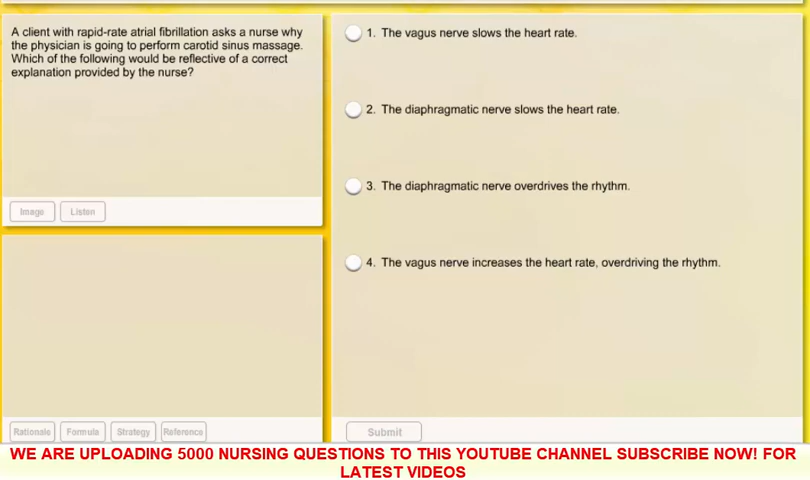 A client with rapid-rate atrial fibrillation asks a nurse why
the physician is going to perform carotid sinus massage.
Which of the following would be reflective of a correct
explanation provided by the nurse?
Image
Listen
1. The vagus nerve slows the heart rate.
2. The diaphragmatic nerve slows the heart rate.
3. The diaphragmatic nerve overdrives the rhythm.
4. The vagus nerve increases the heart rate, overdriving the rhythm.
Rationale
Formula
Strategy
Reference
Submit
WE ARE UPLOADING 5000 NURSING QUESTIONS TO THIS YOUTUBE CHANNEL SUBSCRIBE NOW! FOR
LATEST VIDEOS